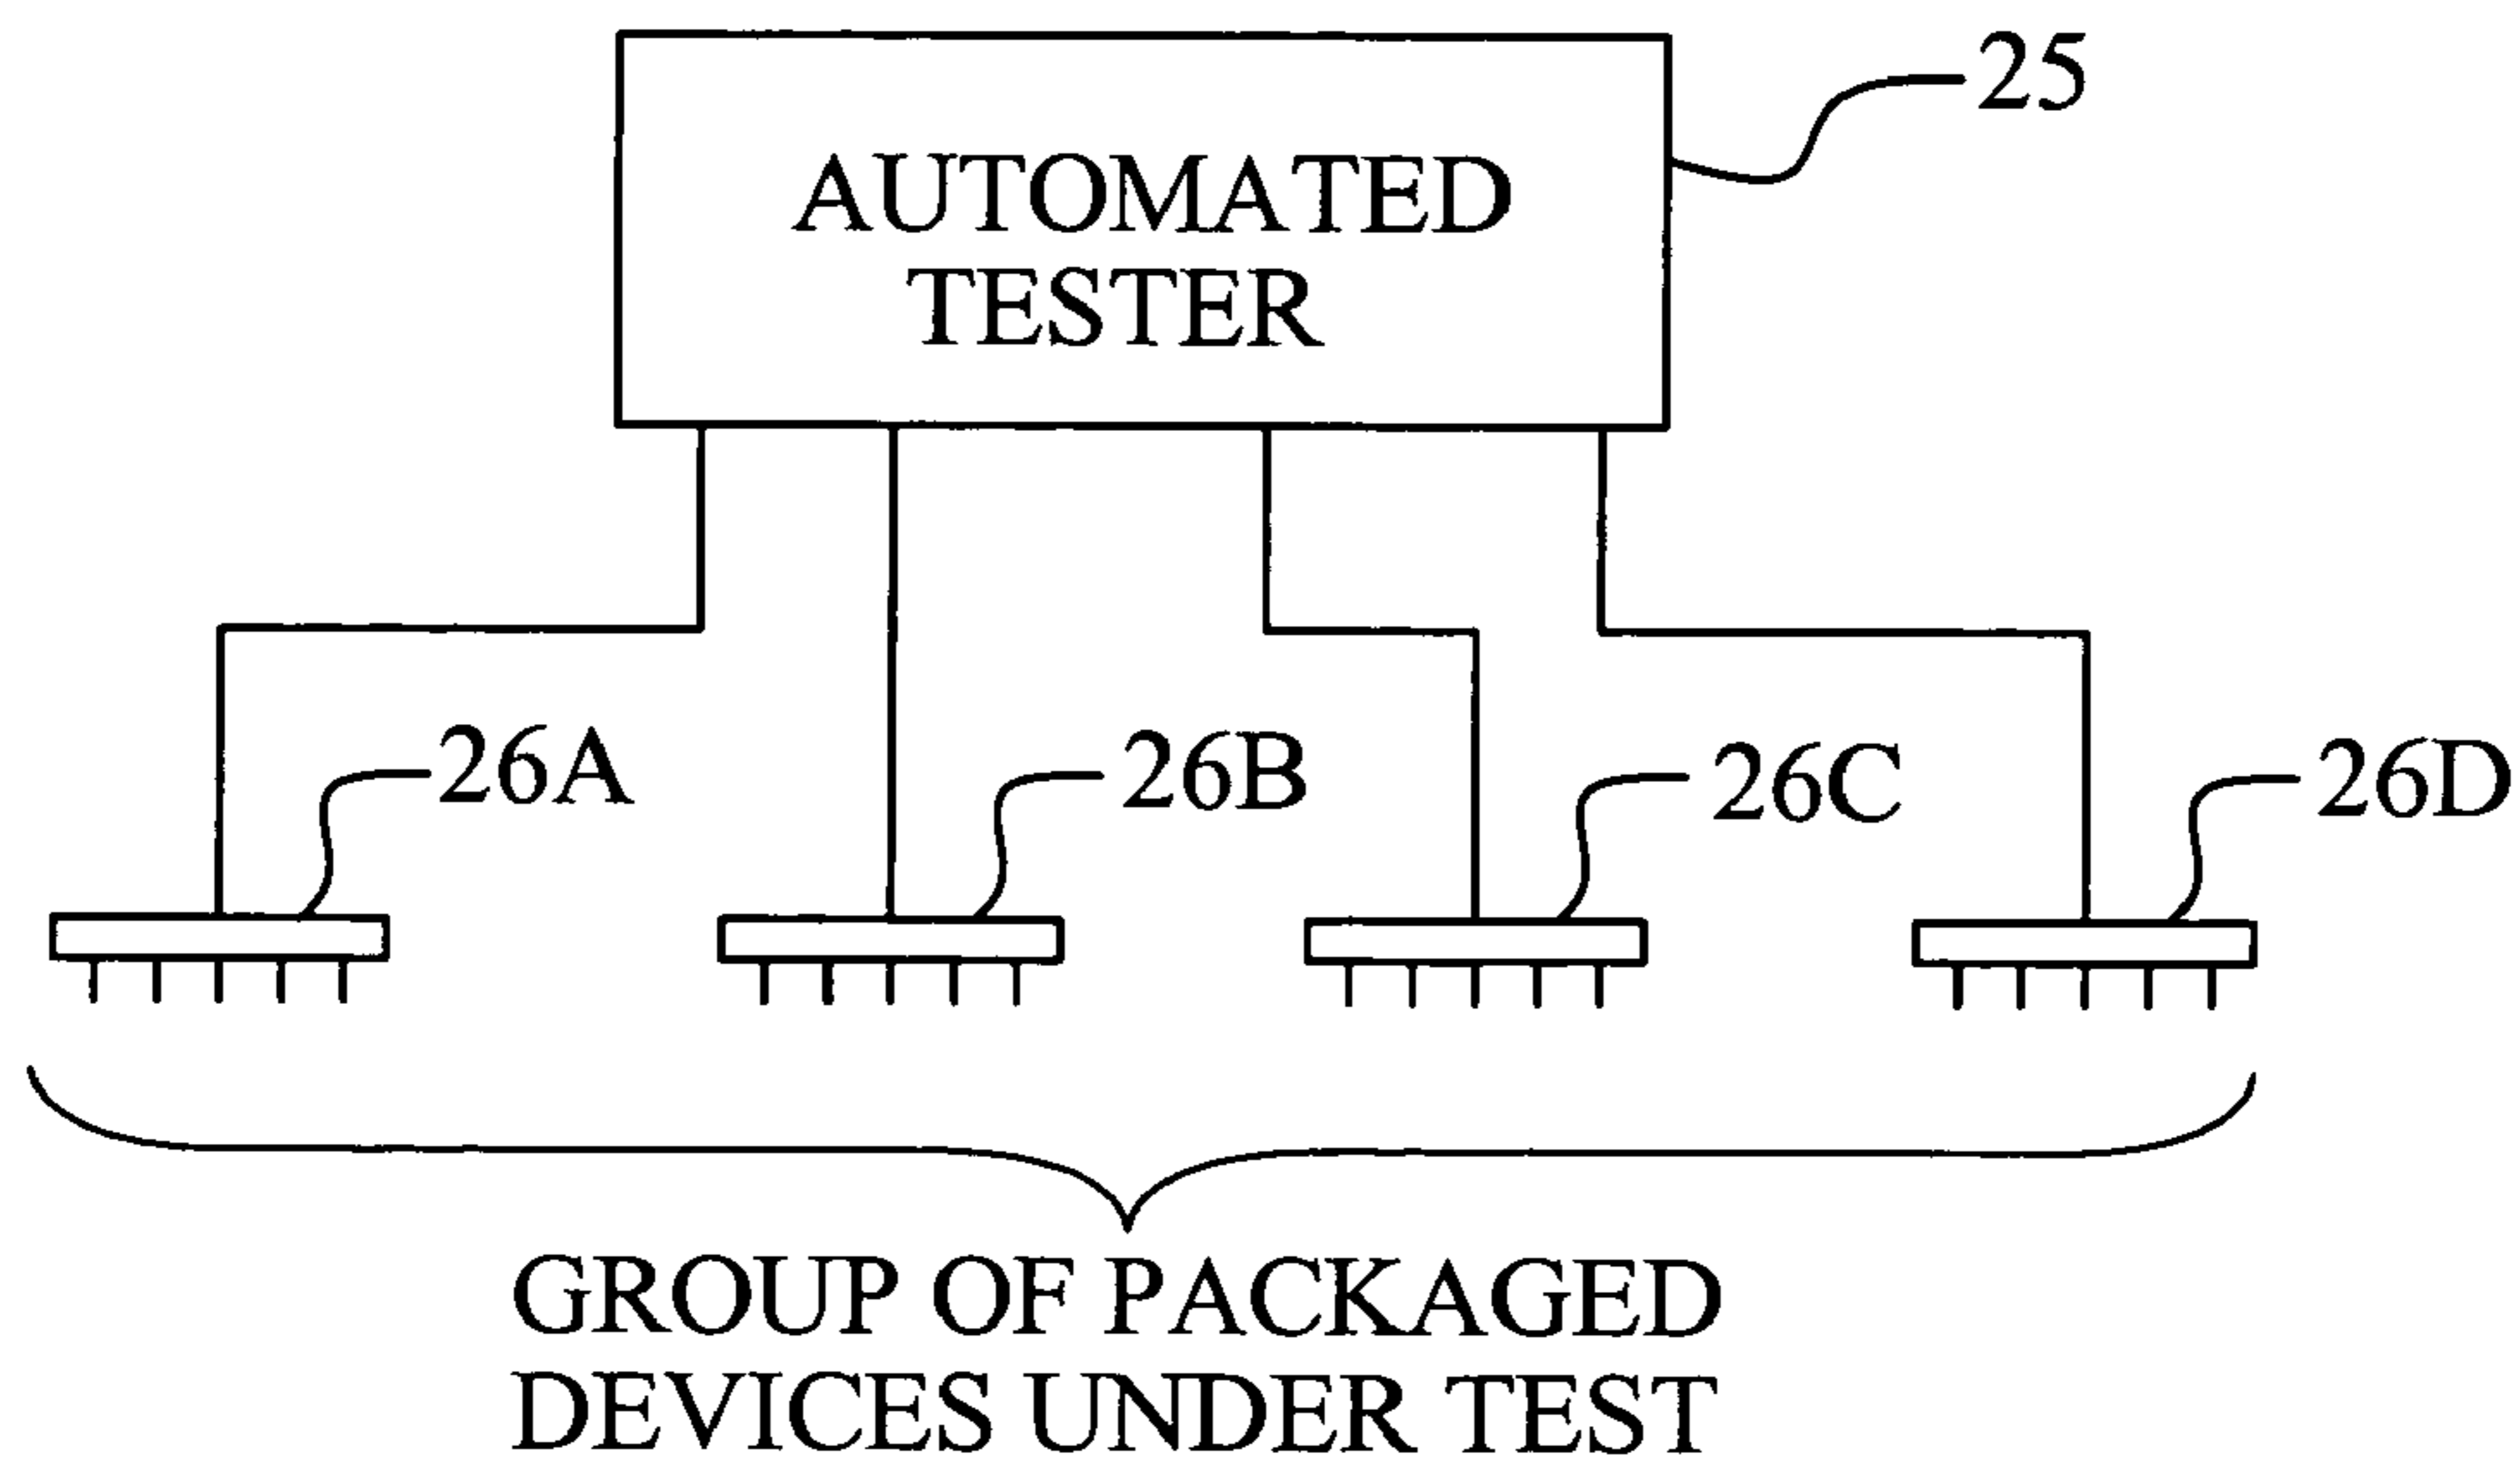 25
AUTOMATED
TESTER
26A
26B
26C
26D
GROUP OF PACKAGED
DEVICES UNDER TEST